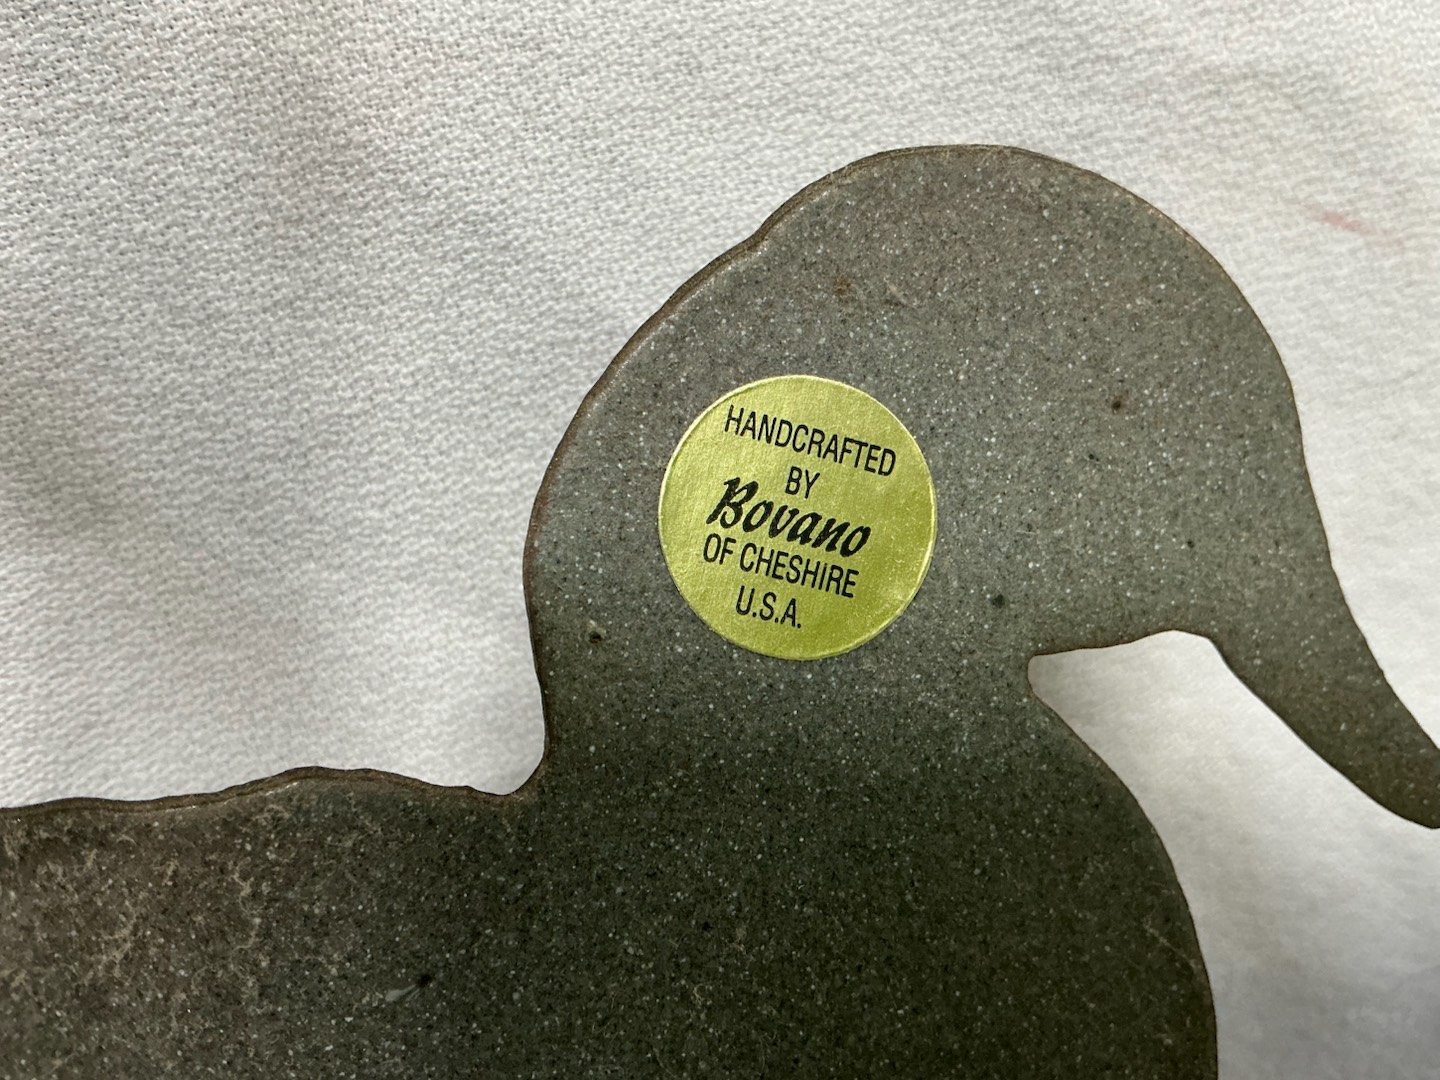 HANDCRAFTED
BY
Bovano
OF CHESHIRE
U.S.A.